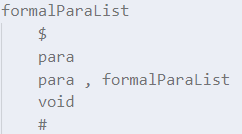 formalParaList
$
para
para , formalParaList
void
#